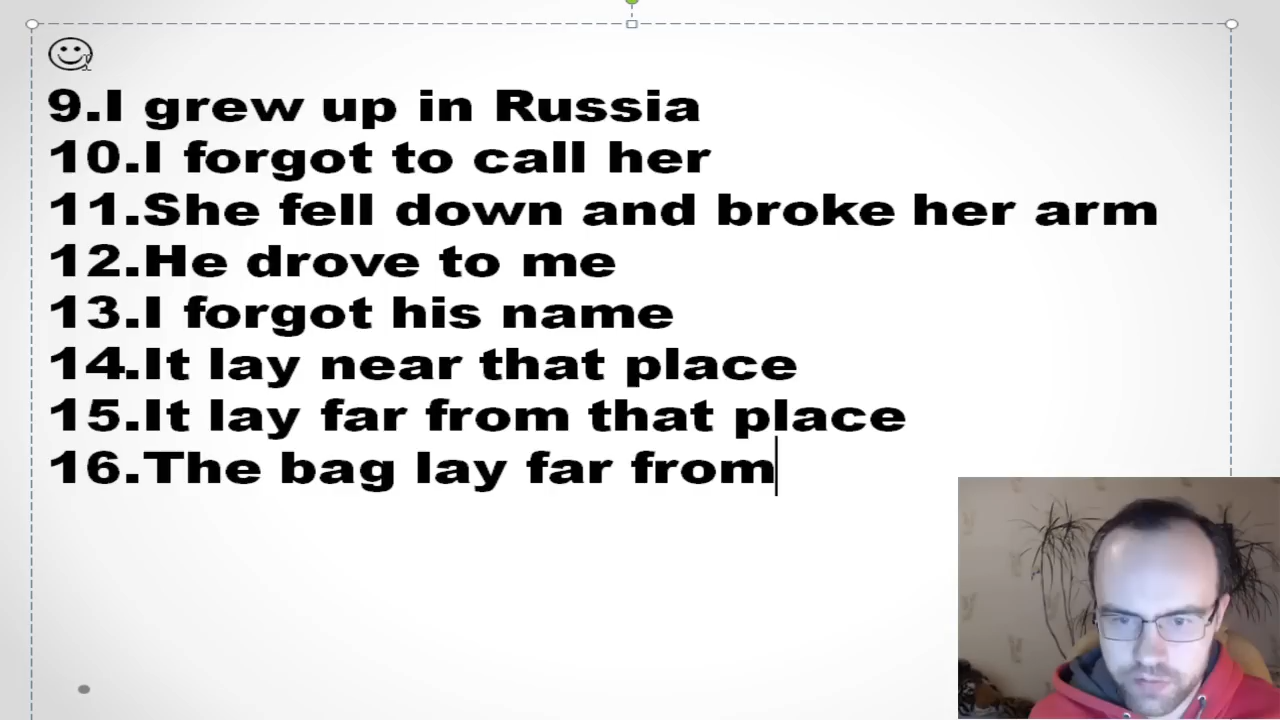 9.I grew up in Russia
10.I forgot to call her
11.She fell down and broke her arm
12.He drove to me
13.I forgot his name
14.It lay near that place
15.It lay far from that place
16.The bag lay far from